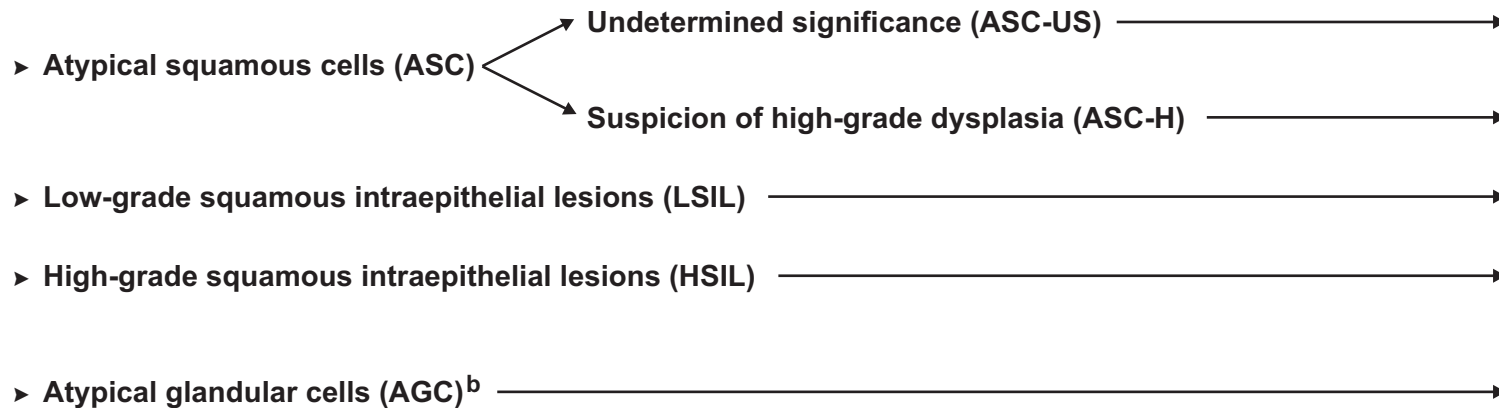 Undetermined significance (ASC-US)
➤ Atypical squamous cells (ASC)
Suspicion of high-grade dysplasia (ASC-H)
➤ Low-grade squamous intraepithelial lesions (LSIL)
➤ High-grade squamous intraepithelial lesions (HSIL)
➤ Atypical glandular cells (AGC)b